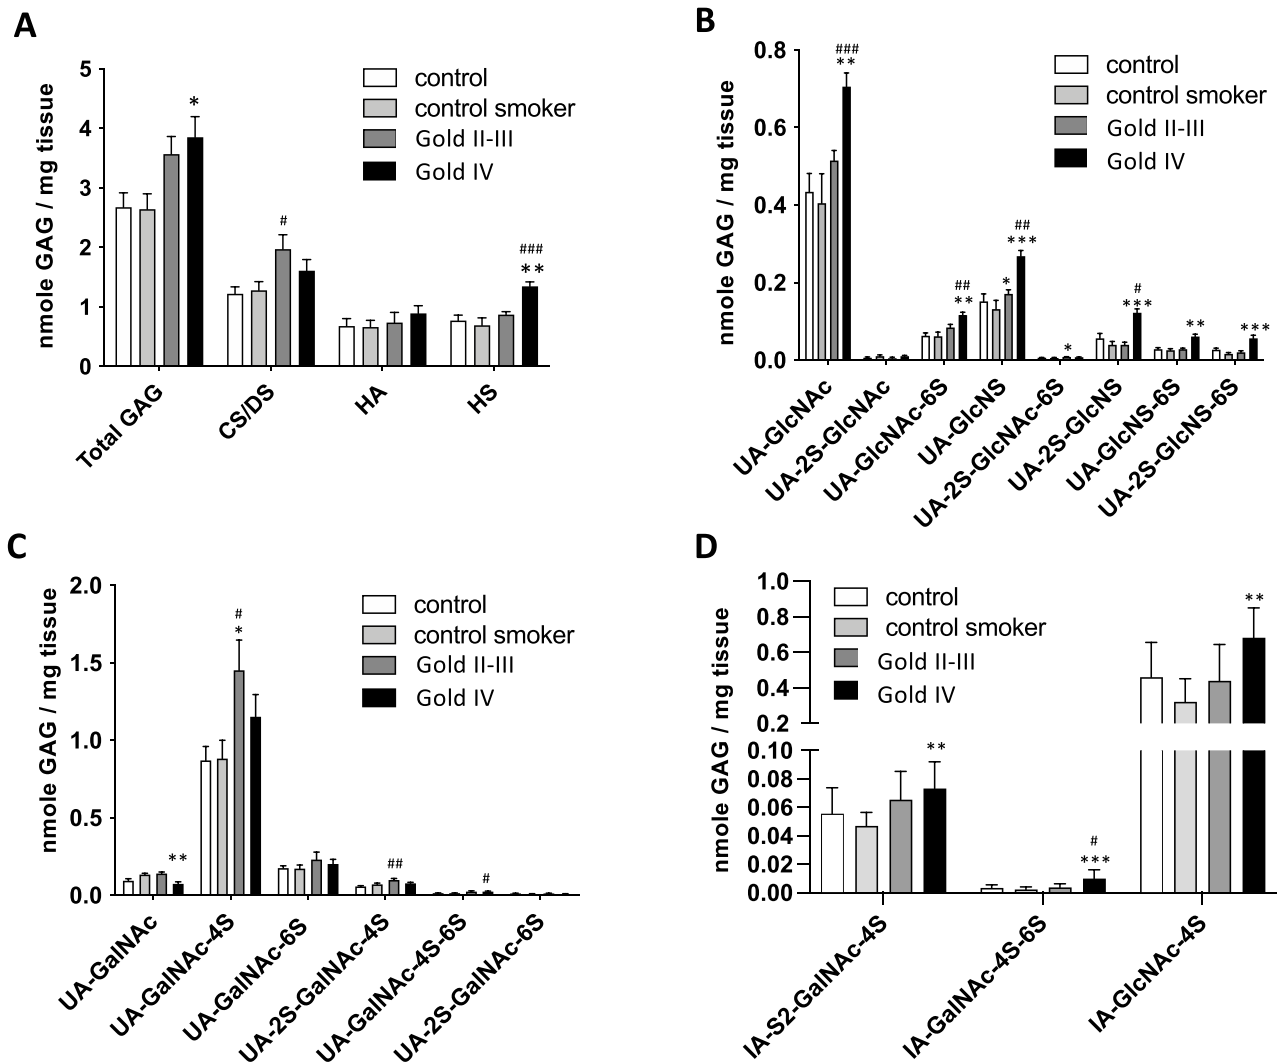 A
nmole GAG / mg tissue
5
4
3
2
1
0
control
control smoker
Gold II-III
Gold IV
*
#
###
**
Total GAG
CS/DS
HA
HS
B
nmole GAG / mg tissue
0.8
0.6
0.4
0.2
0.0
control
control smoker
Gold II-III
Gold IV
###
**
##
**
*
##
***
*
#
***
**
***
UA-GlcNAc
UA-2S-GlcNAc
UA-GlcNAc-6S
UA-GlcNS
UA-2S-GlcNAc-6S
UA-2S-GlcNS
UA-GlcNS-6S
UA-2S-GlcNS-6S
C
nmole GAG / mg tissue
2.0
1.5
1.0
0.5
0.0
control
control smoker
Gold II-III
Gold IV
**
#
*
##
#
UA-GalNAc
UA-GalNAc-4S
UA-GalNAc-6S
UA-2S-GalNAc-4S
UA-GalNAc-4S-6S
UA-2S-GalNAc-6S
D
nmole GAG / mg tissue
1.0
0.8
0.6
0.4
0.2
0.10
0.08
0.06
0.04
0.02
0.00
control
control smoker
Gold II-III
Gold IV
**
#
***
**
IA-S2-GalNAc-4S
IA-GalNAc-4S-6S
IA-GlcNAc-4S